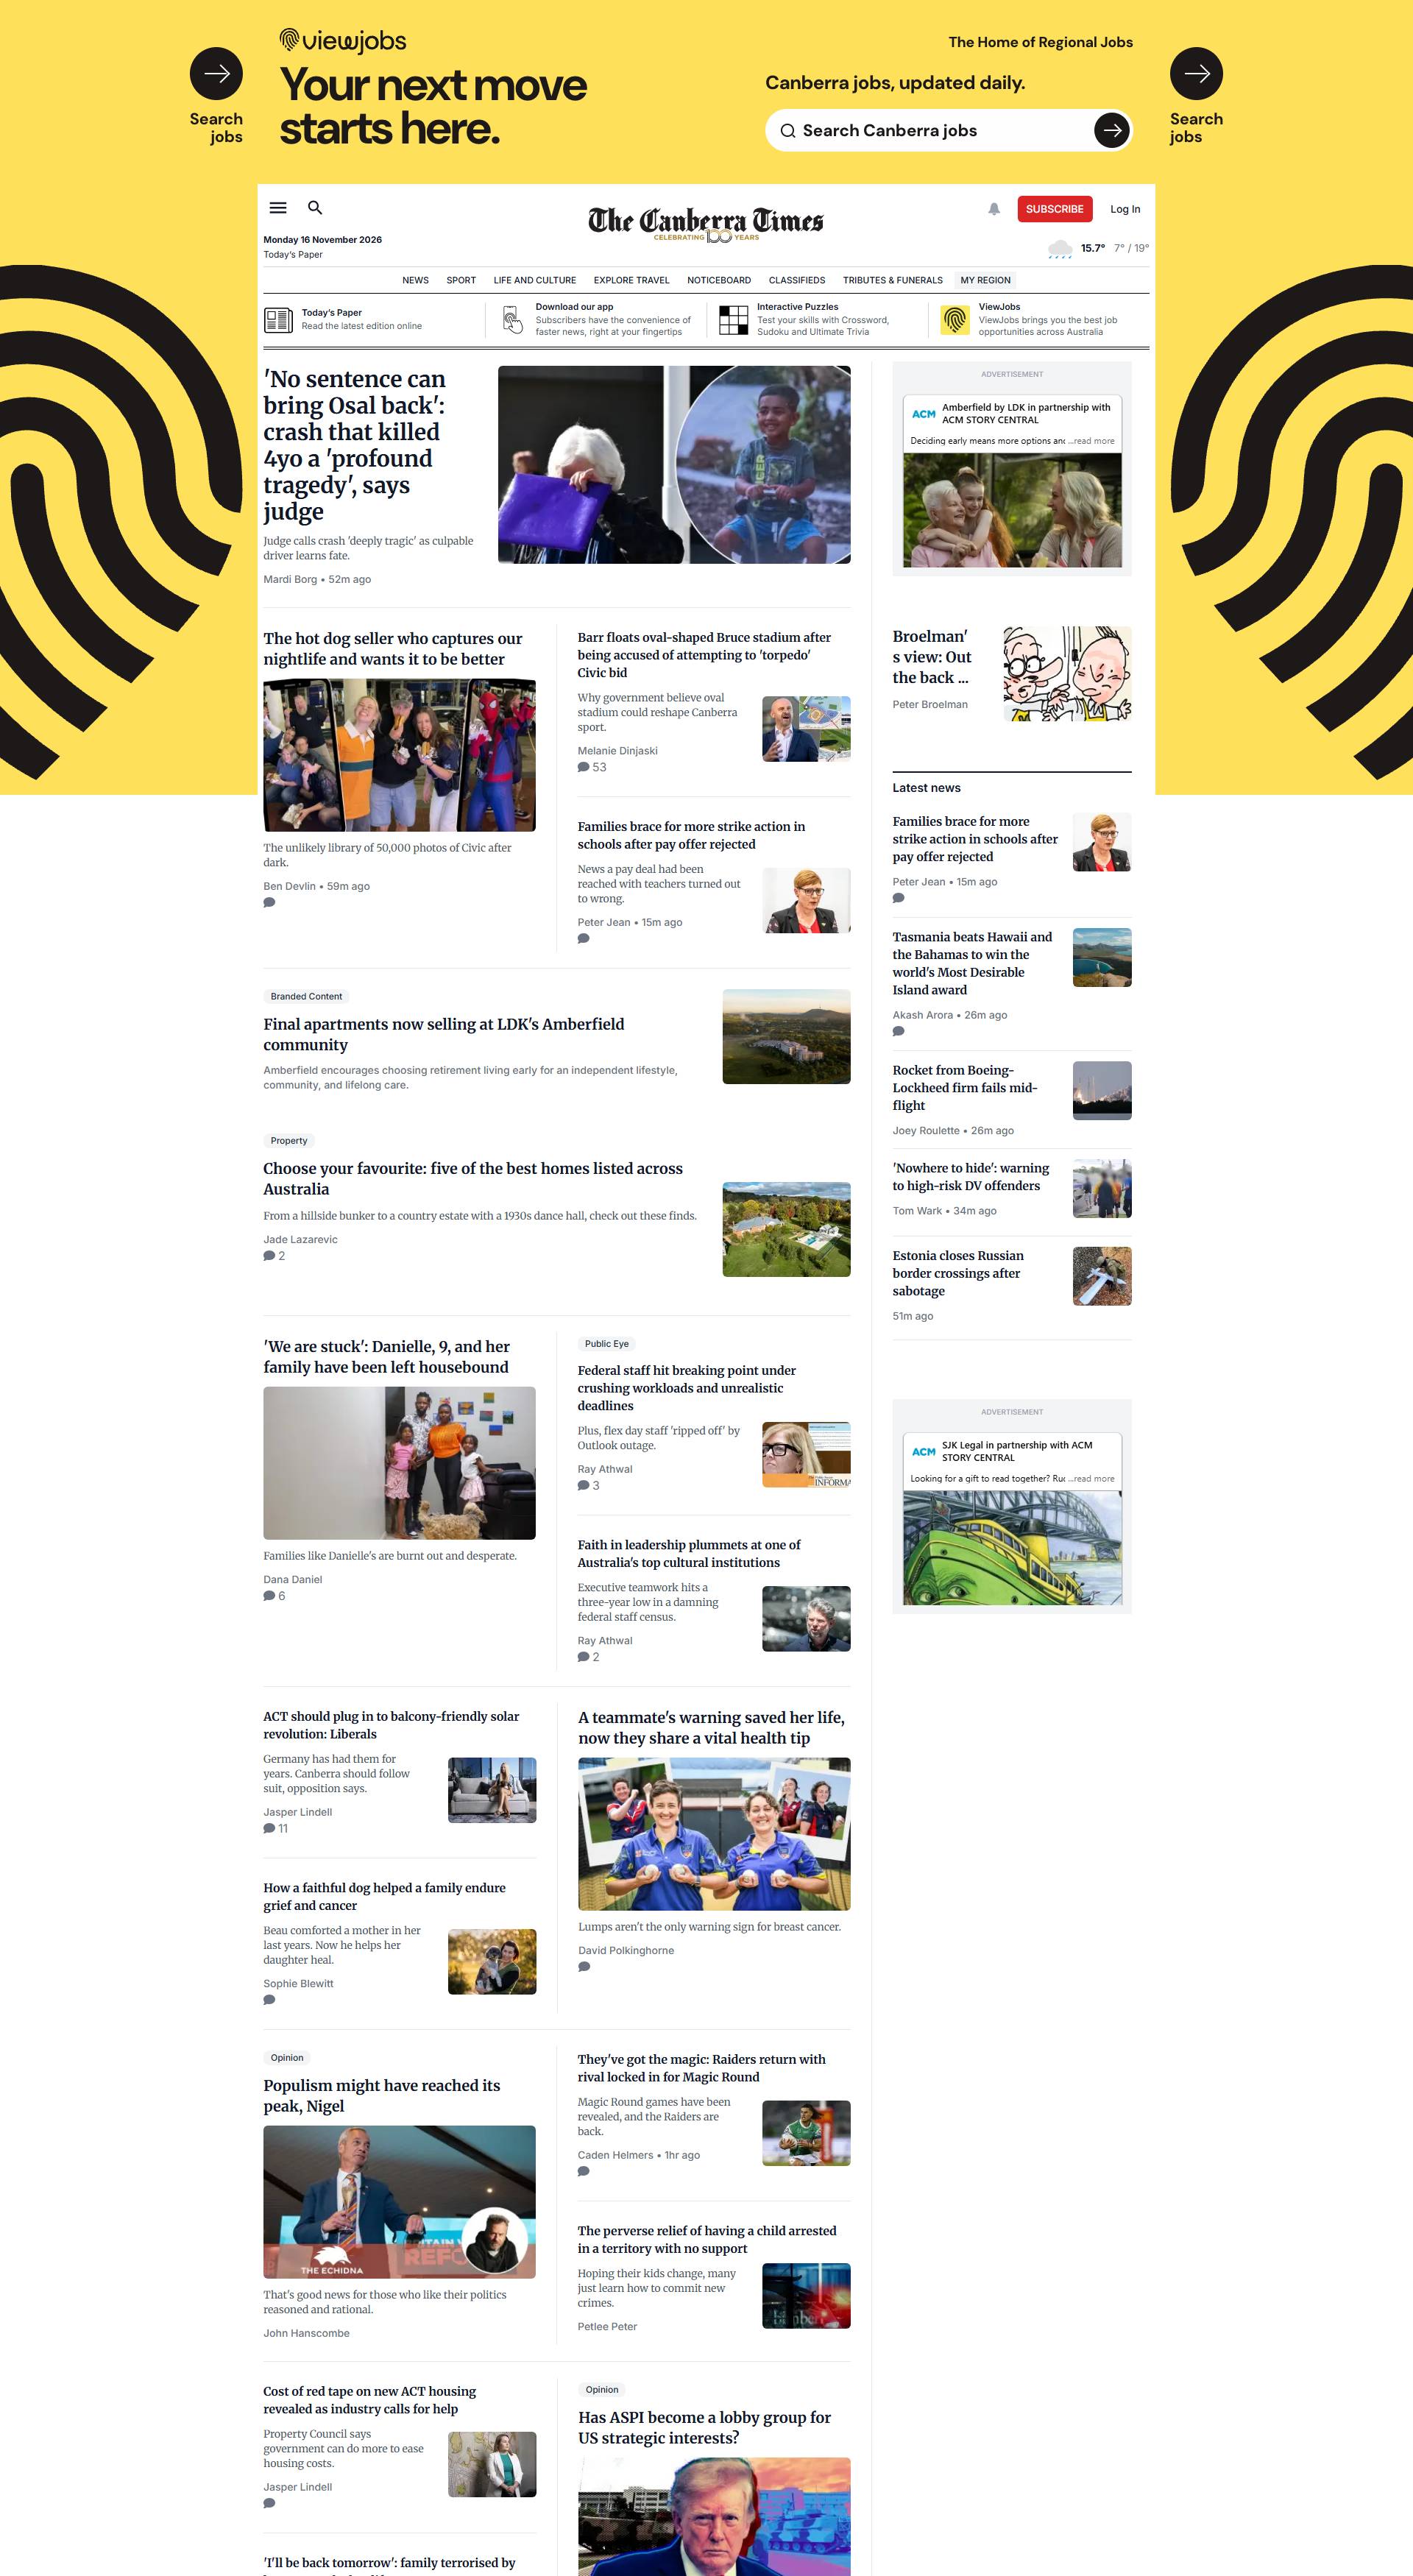 viewjobs
Your next move
starts here.
The Home of Regional Jobs
Canberra jobs, updated daily.
Search Canberra jobs
Search
jobs
Search
jobs
The Canberra Times
CELEBRATING 100 YEARS
SUBSCRIBE
Log In
Monday 16 November 2026
Today's Paper
15.7° 7° / 19°
NEWS SPORT LIFE AND CULTURE EXPLORE TRAVEL NOTICEBOARD CLASSIFIEDS TRIBUTES & FUNERALS MY REGION
Today's Paper
Read the latest edition online
Download our app
Subscribers have the convenience of
faster news, right at your fingertips
Interactive Puzzles
Test your skills with Crossword,
Sudoku and Ultimate Trivia
ViewJobs
ViewJobs brings you the best job
opportunities across Australia
'No sentence can
bring Osal back':
crash that killed
4yo a 'profound
tragedy', says
judge
Judge calls crash 'deeply tragic' as culpable
driver learns fate.
Mardi Borg • 52m ago
The hot dog seller who captures our
nightlife and wants it to be better
The unlikely library of 50,000 photos of Civic after
dark.
Ben Devlin • 59m ago
Barr floats oval-shaped Bruce stadium after
being accused of attempting to 'torpedo'
Civic bid
Why government believe oval
stadium could reshape Canberra
sport.
Melanie Dinjaski
53
Families brace for more strike action in
schools after pay offer rejected
News a pay deal had been
reached with teachers turned out
to wrong.
Peter Jean • 15m ago
Branded Content
Final apartments now selling at LDK's Amberfield
community
Amberfield encourages choosing retirement living early for an independent lifestyle,
community, and lifelong care.
Property
Choose your favourite: five of the best homes listed across
Australia
From a hillside bunker to a country estate with a 1930s dance hall, check out these finds.
Jade Lazarevic
2
'We are stuck': Danielle, 9, and her
family have been left housebound
Families like Danielle's are burnt out and desperate.
Dana Daniel
6
Public Eye
Federal staff hit breaking point under
crushing workloads and unrealistic
deadlines
Plus, flex day staff 'ripped off' by
Outlook outage.
INFORMA
Ray Athwal
3
Faith in leadership plummets at one of
Australia's top cultural institutions
Executive teamwork hits a
three-year low in a damning
federal staff census.
Ray Athwal
2
ACT should plug in to balcony-friendly solar
revolution: Liberals
Germany has had them for
years. Canberra should follow
suit, opposition says.
Jasper Lindell
11
How a faithful dog helped a family endure
grief and cancer
Beau comforted a mother in her
last years. Now he helps her
daughter heal.
Sophie Blewitt
A teammate's warning saved her life,
now they share a vital health tip
Lumps aren't the only warning sign for breast cancer.
David Polkinghorne
Opinion
Populism might have reached its
peak, Nigel
THE ECHIDNA
That's good news for those who like their politics
reasoned and rational.
John Hanscombe
They've got the magic: Raiders return with
rival locked in for Magic Round
Magic Round games have been
revealed, and the Raiders are
back.
Caden Helmers • 1hr ago
The perverse relief of having a child arrested
in a territory with no support
Hoping their kids change, many
just learn how to commit new
crimes.
Petlee Peter
Cost of red tape on new ACT housing
revealed as industry calls for help
Property Council says
government can do more to ease
housing costs.
Jasper Lindell
'I'll be back tomorrow': family terrorised by
Opinion
Has ASPI become a lobby group for
US strategic interests?
ADVERTISEMENT
ACM
Amberfield by LDK in partnership with
ACM STORY CENTRAL
Deciding early means more options and ...read more
Broelman'
s view: Out
the back ...
Peter Broelman
Latest news
Families brace for more
strike action in schools after
pay offer rejected
Peter Jean • 15m ago
Tasmania beats Hawaii and
the Bahamas to win the
world's Most Desirable
Island award
Akash Arora • 26m ago
Rocket from Boeing-
Lockheed firm fails mid-
flight
Joey Roulette • 26m ago
'Nowhere to hide': warning
to high-risk DV offenders
Tom Wark • 34m ago
Estonia closes Russian
border crossings after
sabotage
51m ago
ADVERTISEMENT
ACM
SJK Legal in partnership with ACM
STORY CENTRAL
Looking for a gift to read together? Ru ...read more